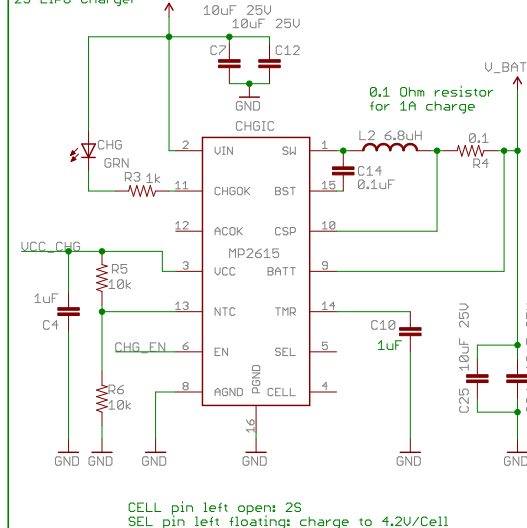 2S LiPo Charger
10uF 25V
10uF 25V
C7
C12
GND
V_BAT
0.1 Ohm resistor
for 1A charge
CHGIC
CHG
GRN
R3 1k
2 VIN
SW 1
L2 6.8uH
0.1
R4
C14
0.1uF
11 CHGOK
BST 15
12 ACOK
CSP 10
MP2615
VCC_CHG
3 VCC
BATT 9
R5
10k
1uF
C4
13 NTC
TMR 14
C10
1uF
CHG_EN
6 EN
SEL 5
R6
10k
8 AGND
PGND
CELL 4
16
C25 10uF 25V
GND
GND
GND
GND
GND
GND
CELL pin left open: 2S
SEL pin left floating: charge to 4.2V/Cell